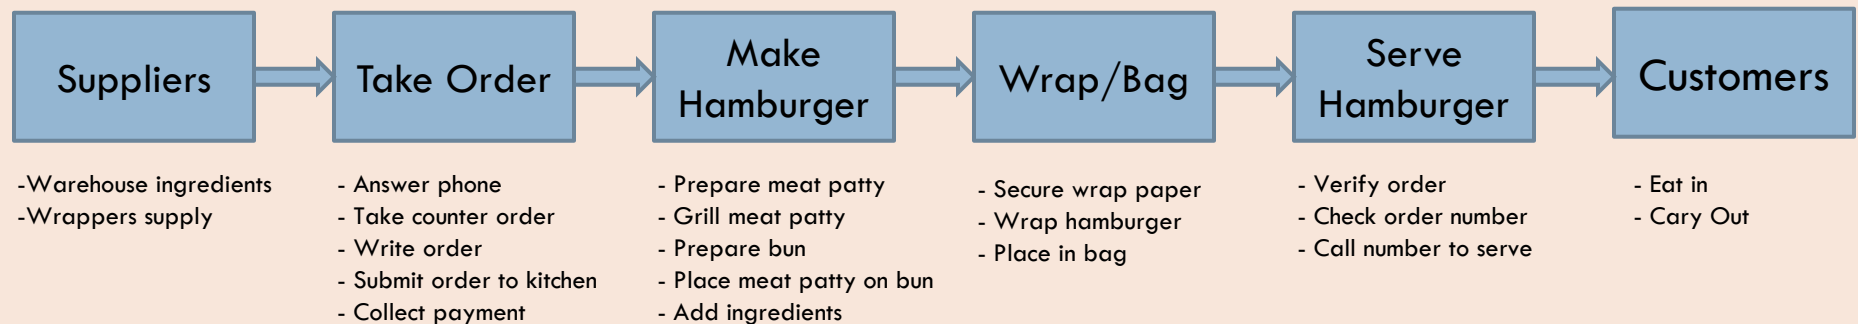 Suppliers
Take Order
Make
Hamburger
Wrap/Bag
Serve
Hamburger
Customers
-Warehouse ingredients
-Wrappers supply
- Answer phone
- Take counter order
- Write order
- Submit order to kitchen
- Collect payment
- Prepare meat patty
- Grill meat patty
- Prepare bun
- Place meat patty on bun
- Add ingredients
- Secure wrap paper
- Wrap hamburger
- Place in bag
- Verify order
- Check order number
- Call number to serve
- Eat in
- Cary Out